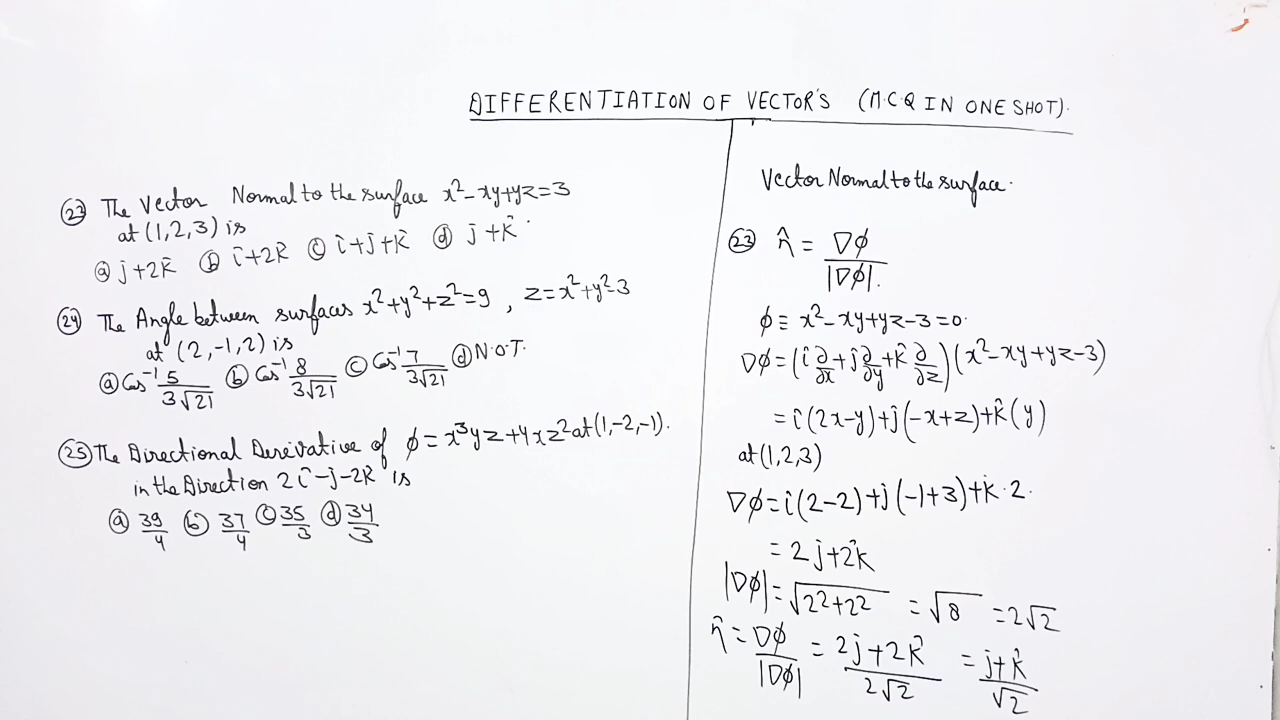 DIFFERENTIATION OF VECTOR'S (M.C.Q IN ONE SHOT).
(23) The Vector Normal to the surface x²-xy+yz=3
at (1,2,3) is
(a) j+2k̂ (b) î+2k̂ (c) î+j+k̂ (d) j+k̂.
(24) The Angle between surfaces x²+y²+z²=9, z=x²+y²-3
at (2,-1,2) is
(a) Cos⁻¹ 5/3√21 (b) Cos⁻¹ 8/3√21 (c) Cos⁻¹ 7/3√21 (d) N.O.T.
(25) The Directional Derivative of ϕ=x³yz+4xz² at (1,-2,-1).
in the Direction 2î-j-2k̂ is
(a) 39/4 (b) 37/4 (c) 35/3 (d) 34/3
Vector Normal to the surface.
(23) n̂ = ∇ϕ/|∇ϕ|.
ϕ ≡ x²-xy+yz-3=0.
∇ϕ=(î ∂/∂x+ĵ ∂/∂y+k̂ ∂/∂z)(x²-xy+yz-3)
=î(2x-y)+ĵ(-x+z)+k̂(y)
at (1,2,3)
∇ϕ=î(2-2)+j(-1+3)+k̂.2.
= 2j+2k̂
|∇ϕ|=√2²+2² =√8 =2√2
n̂=∇ϕ/|∇ϕ| = 2j+2k̂/2√2 = j+k̂/√2